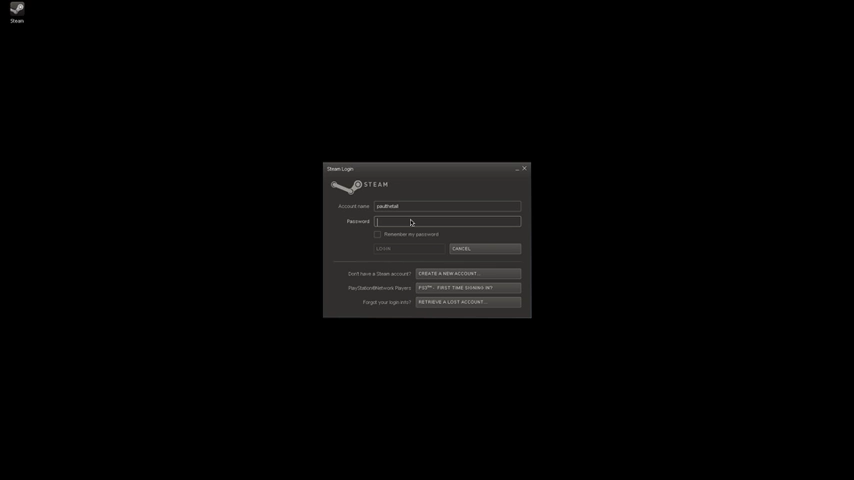 Steam
Steam Login
STEAM
Account name
Password
Remember my password
LOGIN
CANCEL
Don't have a Steam account?
CREATE A NEW ACCOUNT...
PlayStation®Network Players
PS3™ - FIRST TIME SIGNING IN?
Forgot your login info?
RETRIEVE A LOST ACCOUNT...